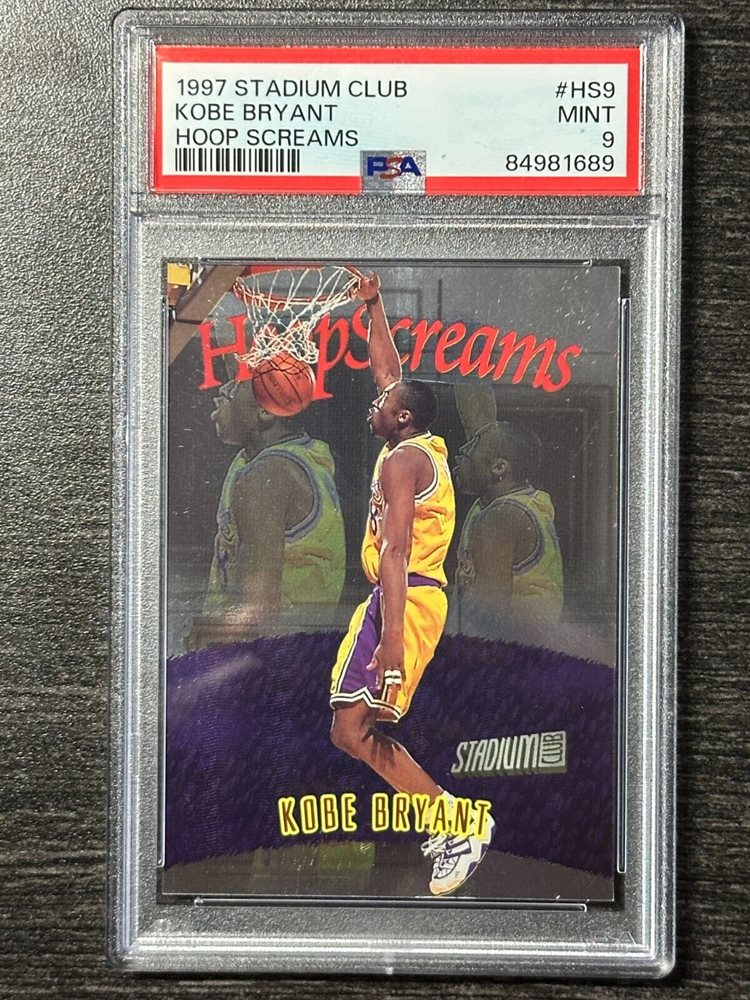 1997 STADIUM CLUB #HS9
KOBE BRYANT MINT
HOOP SCREAMS 9
PSA 84981689
HoopScreams
STADIUM CLUB
KOBE BRYANT